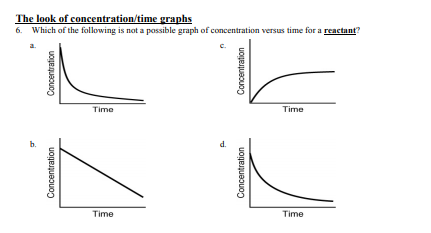 The look of concentration/time graphs
6. Which of the following is not a possible graph of concentration versus time for a reactant?
a.
Concentration
Time
c.
Concentration
Time
b.
Concentration
Time
d.
Concentration
Time